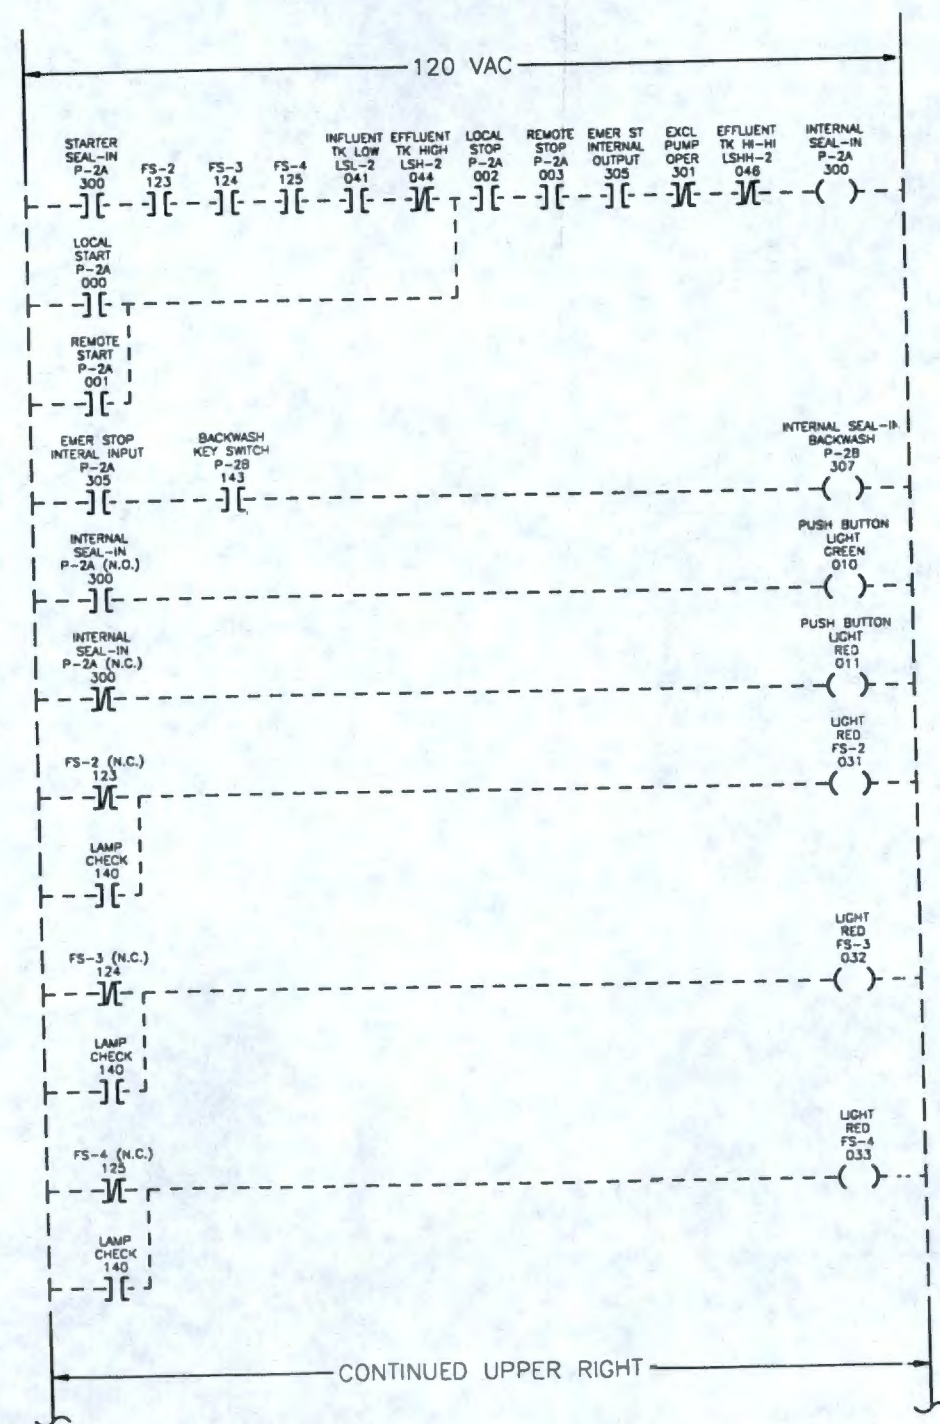 120 VAC
STARTER
SEAL-IN
P-2A
300
FS-2
123
FS-3
124
FS-4
125
INFLUENT
TK LOW
LSL-2
041
EFFLUENT
TK HIGH
LSH-2
044
LOCAL
STOP
P-2A
002
REMOTE
STOP
P-2A
003
EMER ST
INTERNAL
OUTPUT
305
EXCL
PUMP
OPER
301
EFFLUENT
TK HI-HI
LSHH-2
046
INTERNAL
SEAL-IN
P-2A
300
LOCAL
START
P-2A
000
REMOTE
START
P-2A
001
EMER STOP
INTERAL INPUT
P-2A
305
BACKWASH
KEY SWITCH
P-2B
143
INTERNAL SEAL-IN
BACKWASH
P-2B
307
INTERNAL
SEAL-IN
P-2A (N.O.)
300
PUSH BUTTON
LIGHT
GREEN
010
INTERNAL
SEAL-IN
P-2A (N.C.)
300
PUSH BUTTON
LIGHT
RED
011
FS-2 (N.C.)
123
LIGHT
RED
FS-2
031
LAMP
CHECK
140
FS-3 (N.C.)
124
LIGHT
RED
FS-3
032
LAMP
CHECK
140
FS-4 (N.C.)
125
LIGHT
RED
FS-4
033
LAMP
CHECK
140
CONTINUED UPPER RIGHT